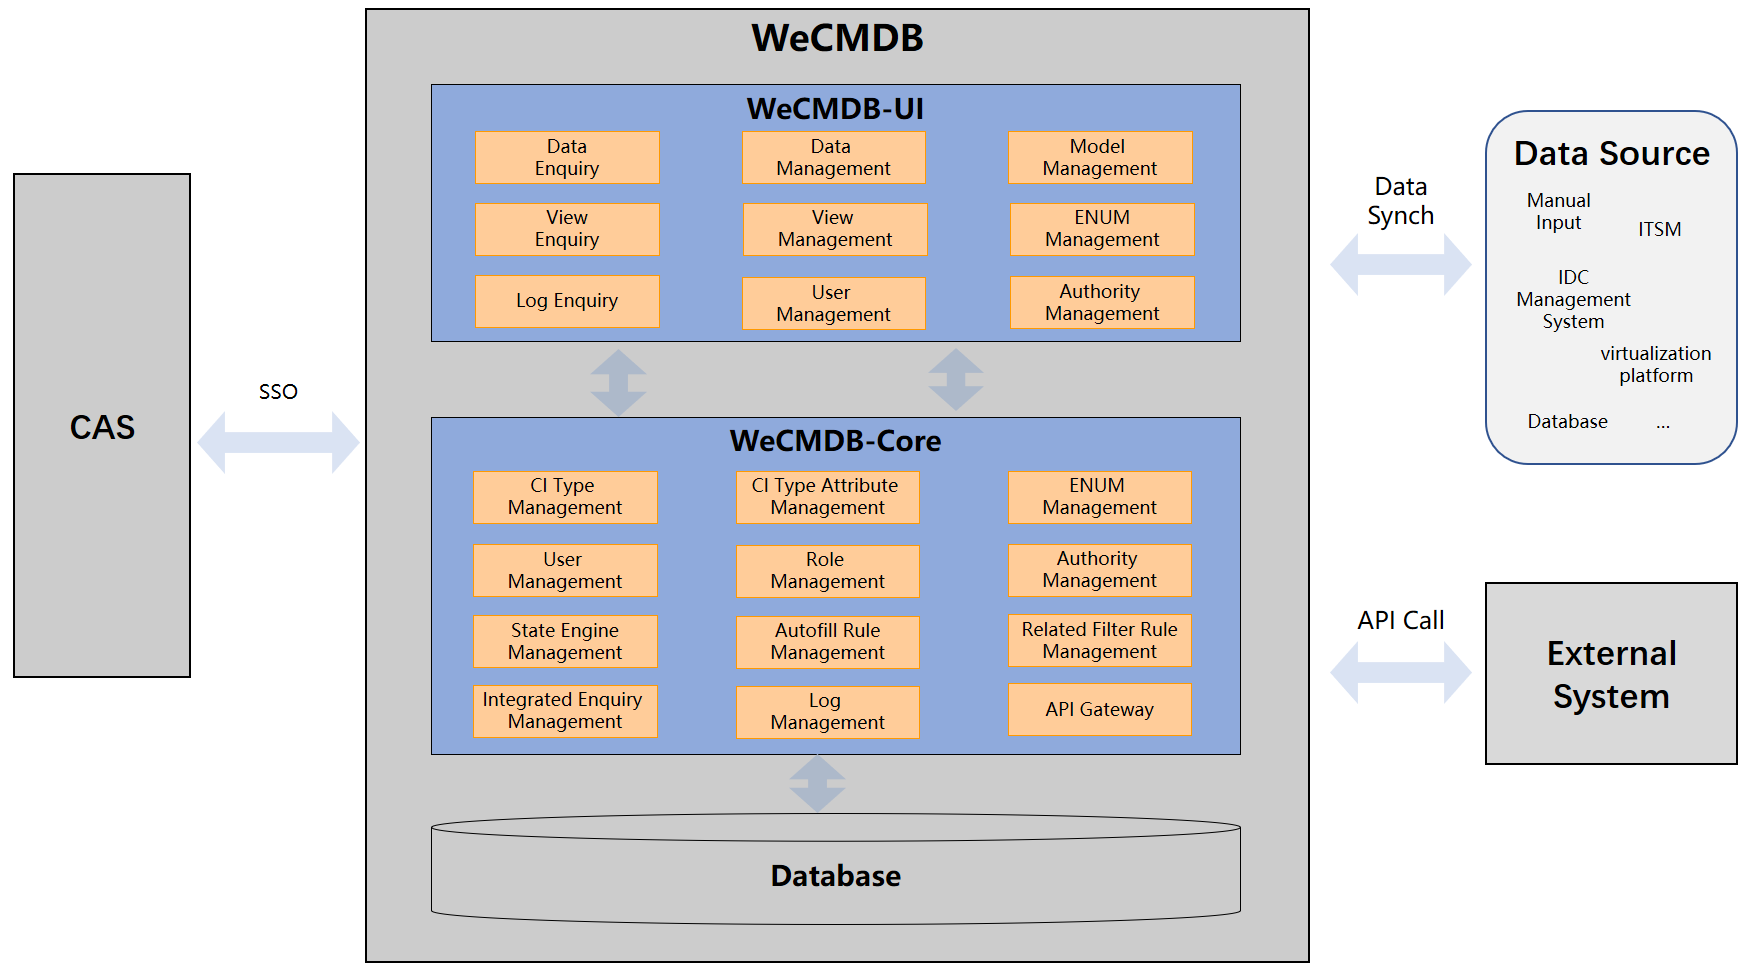 WeCMDB
WeCMDB-UI
Data
Enquiry
Data
Management
Model
Management
View
Enquiry
View
Management
ENUM
Management
Log Enquiry
User
Management
Authority
Management
CAS
SSO
WeCMDB-Core
CI Type
Management
CI Type Attribute
Management
ENUM
Management
User
Management
Role
Management
Authority
Management
State Engine
Management
Autofill Rule
Management
Related Filter Rule
Management
Integrated Enquiry
Management
Log
Management
API Gateway
Database
Data
Synch
Data Source
Manual
Input
ITSM
IDC
Management
System
virtualization
platform
Database
...
API Call
External
System